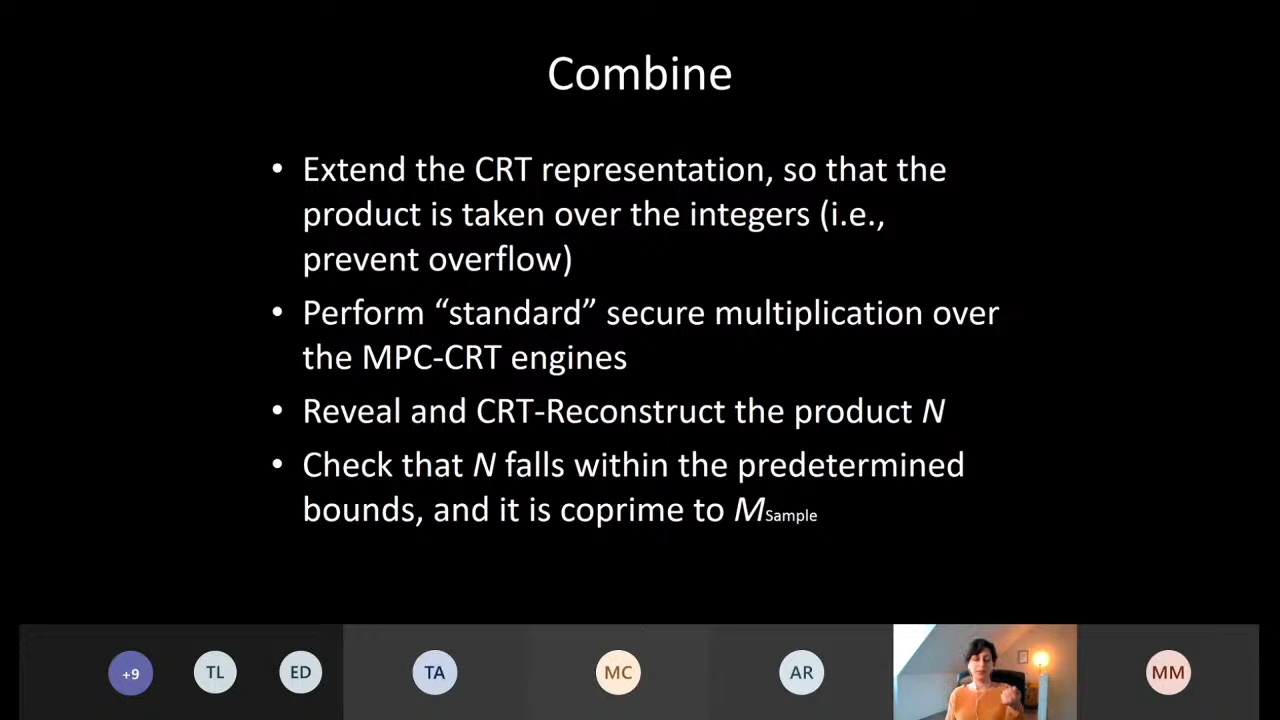 Combine
• Extend the CRT representation, so that the
product is taken over the integers (i.e.,
prevent overflow)
• Perform “standard” secure multiplication over
the MPC-CRT engines
• Reveal and CRT-Reconstruct the product N
• Check that N falls within the predetermined
bounds, and it is coprime to MSample
+9 TL ED TA MC AR MM